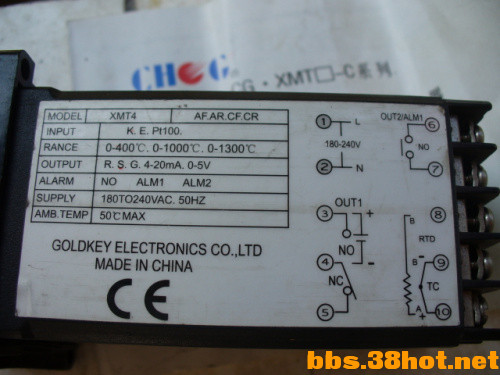 CHCG
CG·XMT□-C系列
MODEL XMT4 AF.AR.CF.CR
INPUT K. E. Pt100.
RANCE 0-400℃. 0-1000℃. 0-1300℃.
OUTPUT R. S. G. 4-20mA. 0-5V
ALARM NO ALM1 ALM2
SUPPLY 180TO240VAC. 50HZ
AMB.TEMP 50℃MAX
GOLDKEY ELECTRONICS CO.,LTD
MADE IN CHINA
CE
1 L
180-240V
2 N
OUT2/ALM1 6
NO
7
OUT1
3 +
NO
4 -
NC
5
8
B
RTD
B - 9
TC
A + 10
bbs.38hot.net